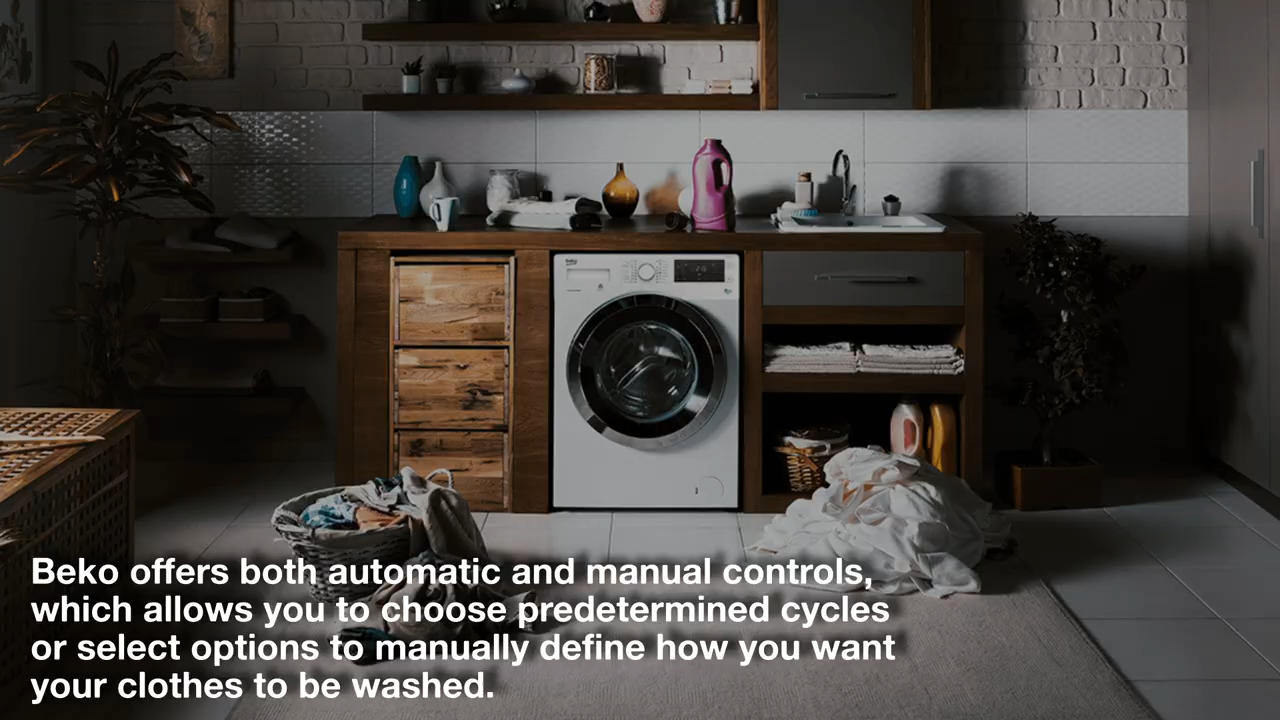 beko
Beko offers both automatic and manual controls,
which allows you to choose predetermined cycles
or select options to manually define how you want
your clothes to be washed.